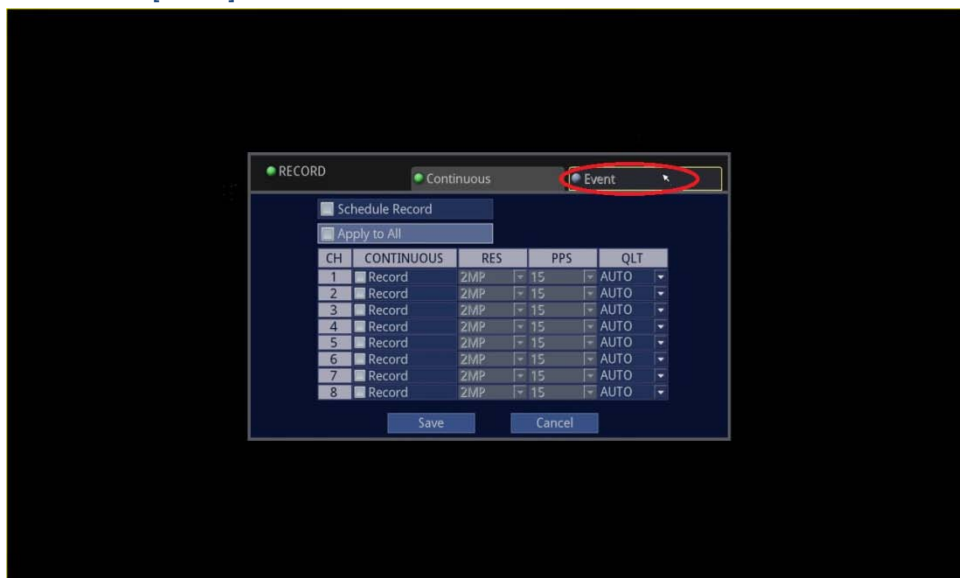 RECORD Continuous Event
Schedule Record
Apply to All
CH CONTINUOUS RES PPS QLT
1 Record 2MP 15 AUTO
2 Record 2MP 15 AUTO
3 Record 2MP 15 AUTO
4 Record 2MP 15 AUTO
5 Record 2MP 15 AUTO
6 Record 2MP 15 AUTO
7 Record 2MP 15 AUTO
8 Record 2MP 15 AUTO
Save Cancel